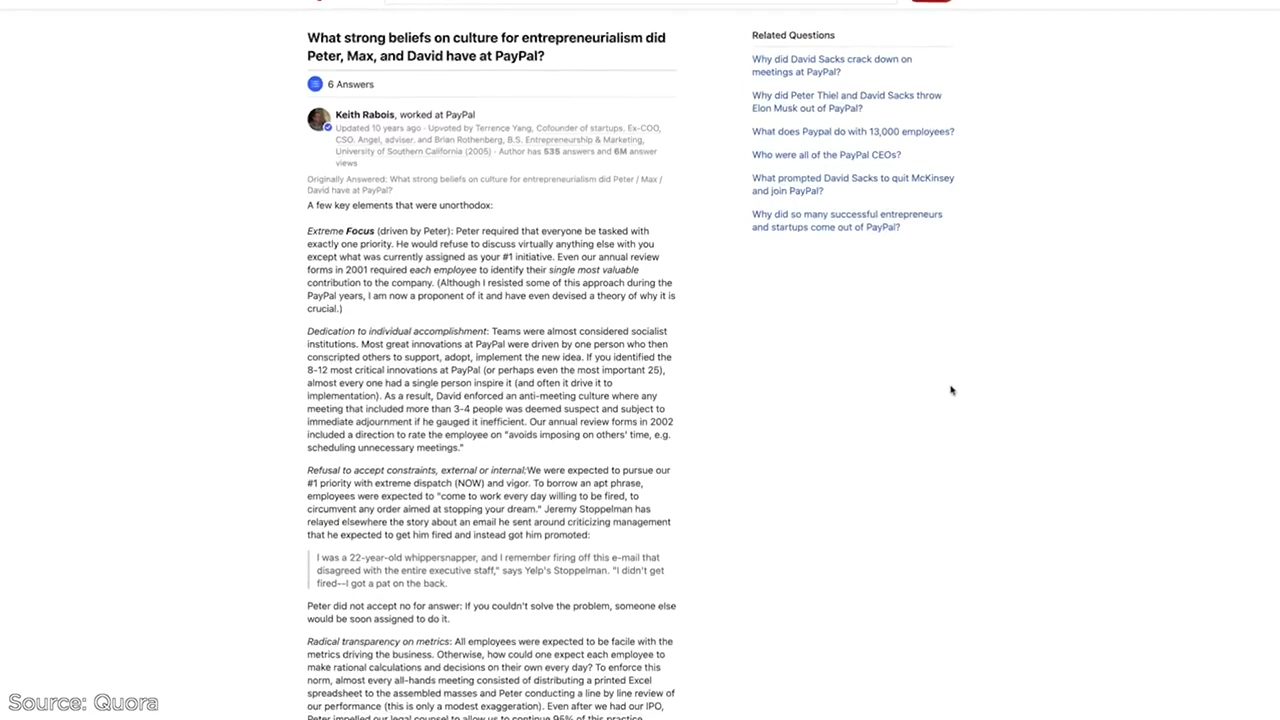 What strong beliefs on culture for entrepreneurialism did
Peter, Max, and David have at PayPal?
6 Answers
Keith Rabois, worked at PayPal
Updated 10 years ago · Upvoted by Terrence Yang, Cofounder of startups. Ex-COO,
CSO. Angel, adviser. and Brian Rothenberg, B.S. Entrepreneurship & Marketing,
University of Southern California (2005) · Author has 535 answers and 6M answer
views
Originally Answered: What strong beliefs on culture for entrepreneurialism did Peter / Max /
David have at PayPal?
A few key elements that were unorthodox:
Extreme Focus (driven by Peter): Peter required that everyone be tasked with
exactly one priority. He would refuse to discuss virtually anything else with you
except what was currently assigned as your #1 initiative. Even our annual review
forms in 2001 required each employee to identify their single most valuable
contribution to the company. (Although I resisted some of this approach during the
PayPal years, I am now a proponent of it and have even devised a theory of why it is
crucial.)
Dedication to individual accomplishment: Teams were almost considered socialist
institutions. Most great innovations at PayPal were driven by one person who then
conscripted others to support, adopt, implement the new idea. If you identified the
8-12 most critical innovations at PayPal (or perhaps even the most important 25),
almost every one had a single person inspire it (and often it drive it to
implementation). As a result, David enforced an anti-meeting culture where any
meeting that included more than 3-4 people was deemed suspect and subject to
immediate adjournment if he gauged it inefficient. Our annual review forms in 2002
included a direction to rate the employee on "avoids imposing on others' time, e.g.
scheduling unnecessary meetings."
Refusal to accept constraints, external or internal:We were expected to pursue our
#1 priority with extreme dispatch (NOW) and vigor. To borrow an apt phrase,
employees were expected to "come to work every day willing to be fired, to
circumvent any order aimed at stopping your dream." Jeremy Stoppelman has
relayed elsewhere the story about an email he sent around criticizing management
that he expected to get him fired and instead got him promoted:
I was a 22-year-old whippersnapper, and I remember firing off this e-mail that
disagreed with the entire executive staff," says Yelp's Stoppelman. "I didn't get
fired--I got a pat on the back.
Peter did not accept no for answer: If you couldn't solve the problem, someone else
would be soon assigned to do it.
Radical transparency on metrics: All employees were expected to be facile with the
metrics driving the business. Otherwise, how could one expect each employee to
make rational calculations and decisions on their own every day? To enforce this
norm, almost every all-hands meeting consisted of distributing a printed Excel
spreadsheet to the assembled masses and Peter conducting a line by line review of
our performance (this is only a modest exaggeration). Even after we had our IPO,
Peter impelled our legal counsel to allow us to continue 95% of this practice.
Related Questions
Why did David Sacks crack down on
meetings at PayPal?
Why did Peter Thiel and David Sacks throw
Elon Musk out of PayPal?
What does Paypal do with 13,000 employees?
Who were all of the PayPal CEOs?
What prompted David Sacks to quit McKinsey
and join PayPal?
Why did so many successful entrepreneurs
and startups come out of PayPal?
Source: Quora